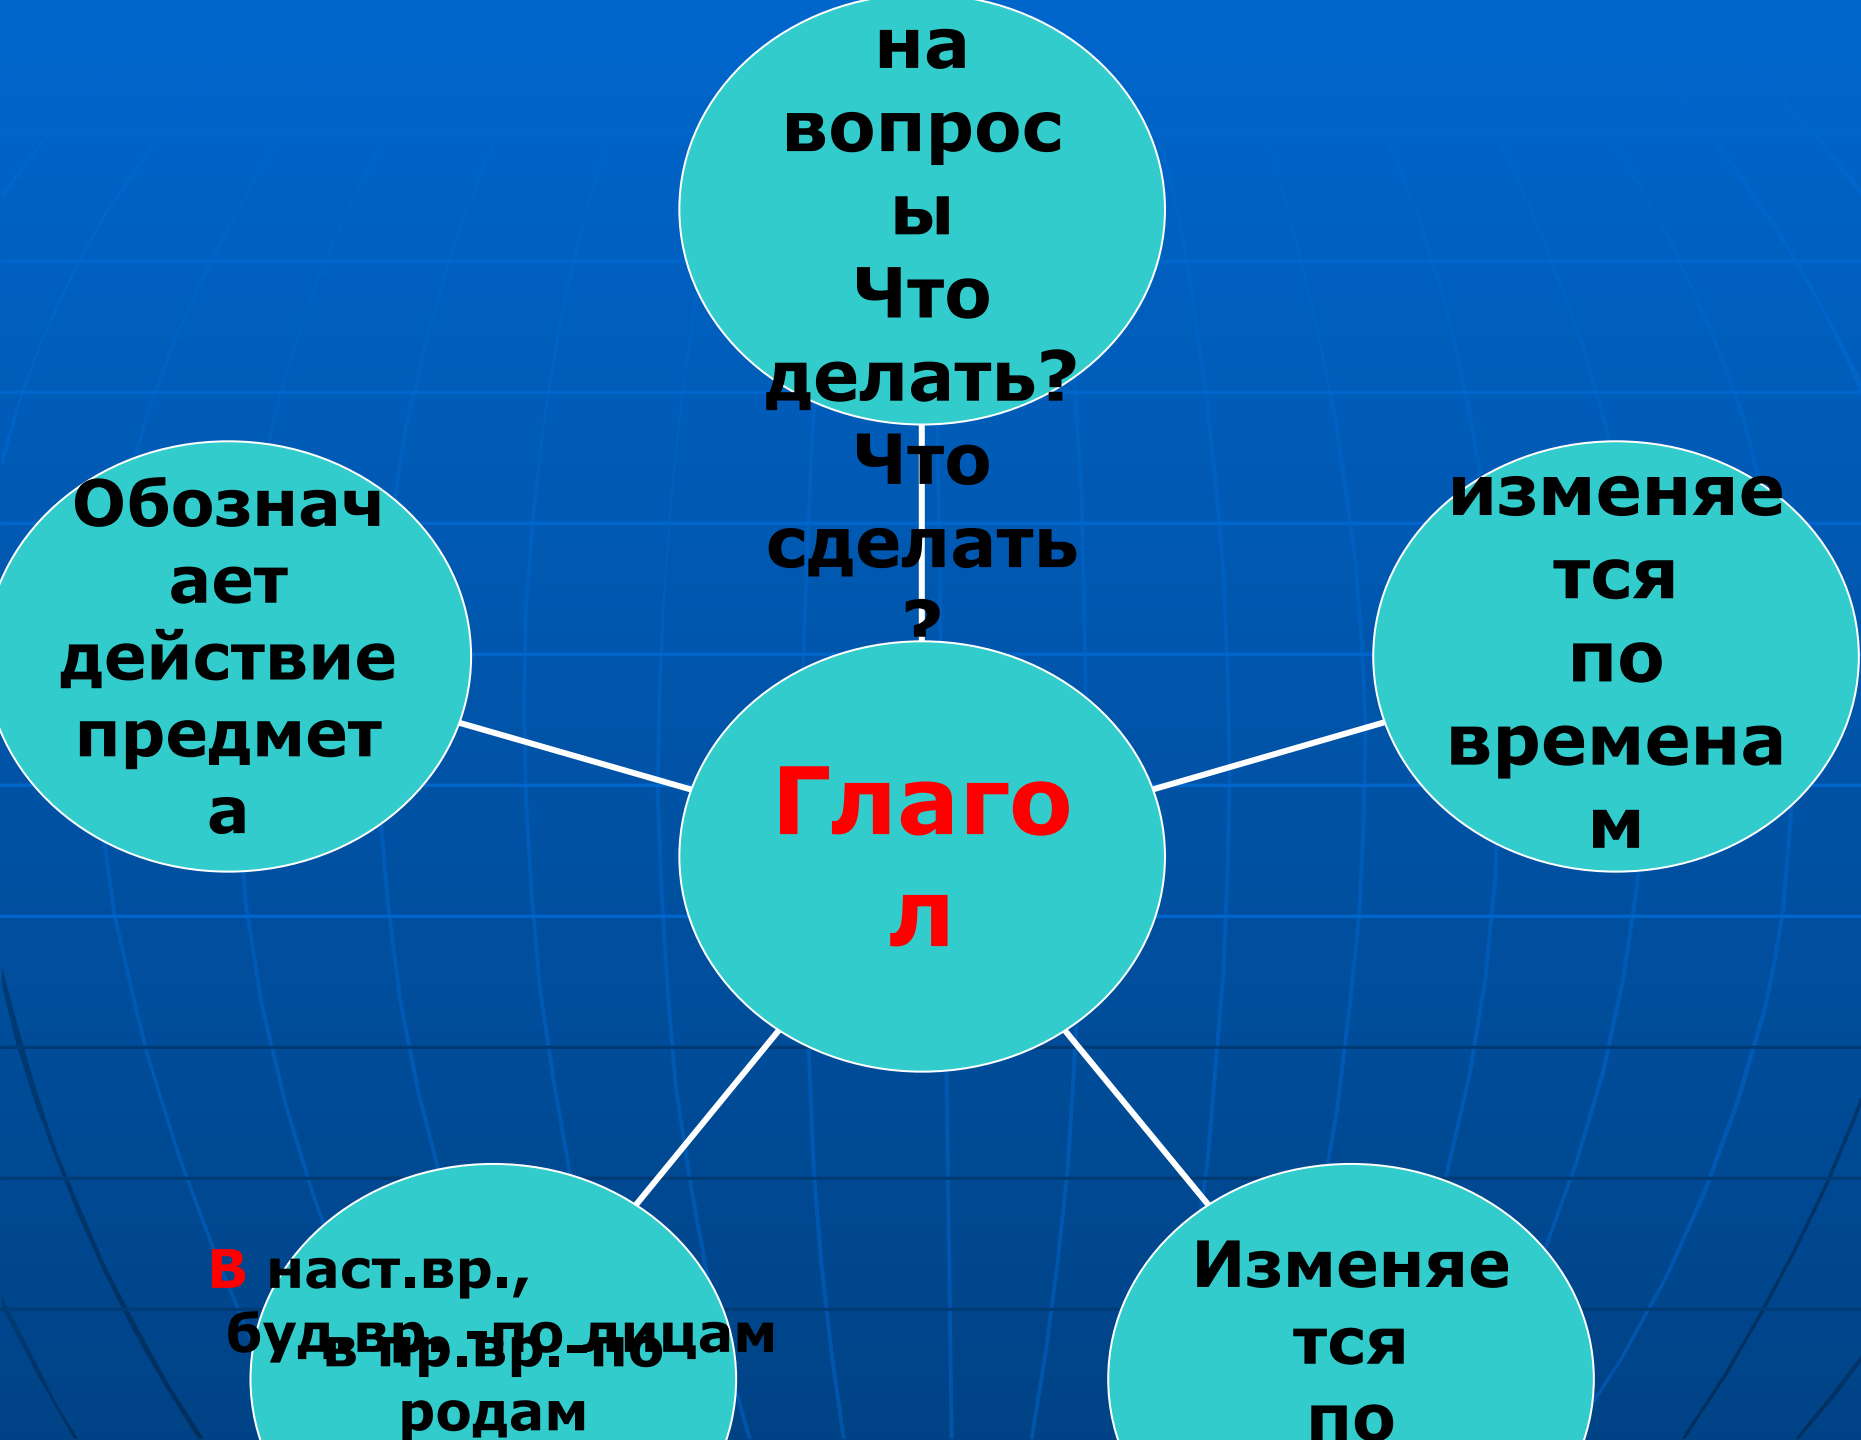 на
вопрос
ы
Что
делать?
Что
сделать
?
Обознач
ает
действие
предмет
а
изменяе
тся
по
времена
м
Глаго
л
В наст.вр.,
буд.вр. –по лицам
в пр.вр.–по
родам
Изменяе
тся
по